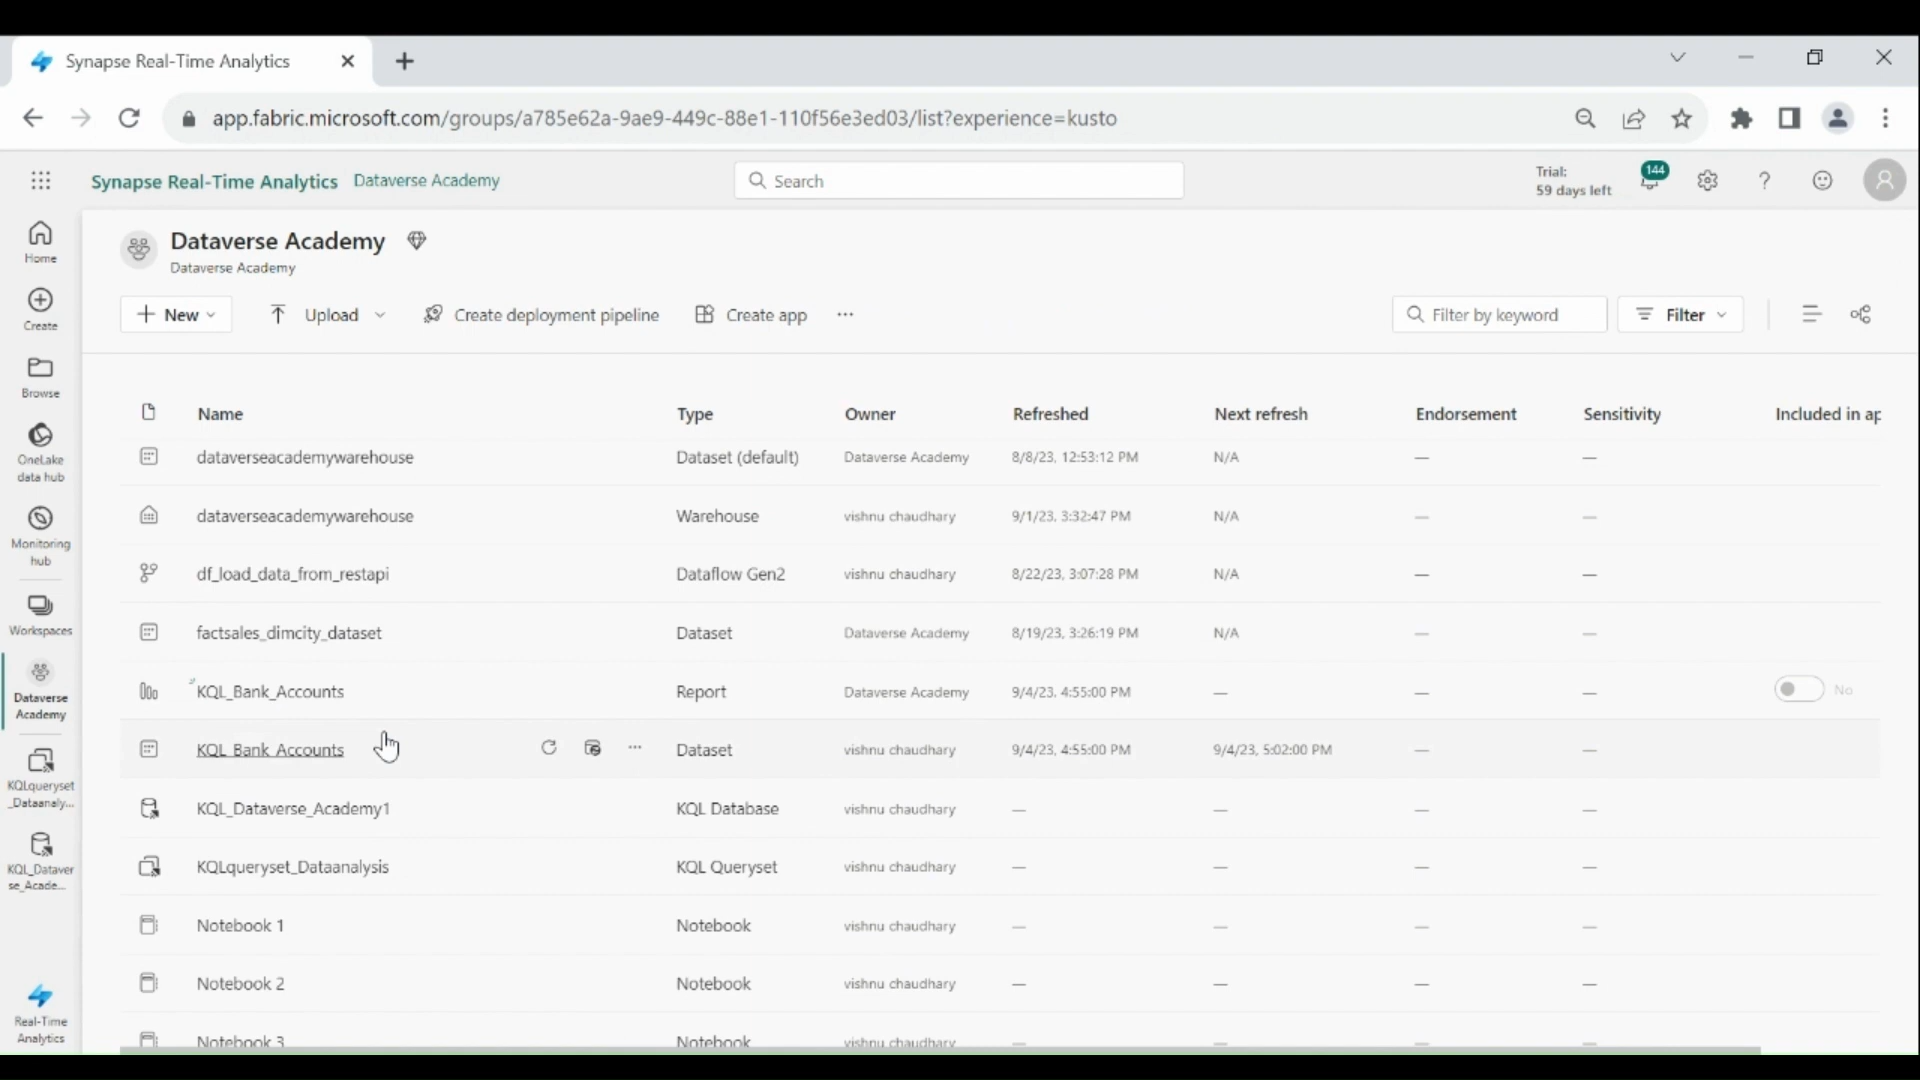 Synapse Real-Time Analytics
app.fabric.microsoft.com/groups/a785e62a-9ae9-449c-88e1-110f56e3ed03/list?experience=kusto
Synapse Real-Time Analytics Dataverse Academy Search Trial: 59 days left 144
Home
Create
Browse
OneLake data hub
Monitoring hub
Workspaces
Dataverse Academy
KQLqueryset _Dataanaly...
KQL_Dataver se_Acade...
Real-Time Analytics
Dataverse Academy
Dataverse Academy
New Upload Create deployment pipeline Create app ... Filter by keyword Filter
Name Type Owner Refreshed Next refresh Endorsement Sensitivity Included in ap
dataverseacademywarehouse Dataset (default) Dataverse Academy 8/8/23, 12:53:12 PM N/A — —
dataverseacademywarehouse Warehouse vishnu chaudhary 9/1/23, 3:32:47 PM N/A — —
df_load_data_from_restapi Dataflow Gen2 vishnu chaudhary 8/22/23, 3:07:28 PM N/A — —
factsales_dimcity_dataset Dataset Dataverse Academy 8/19/23, 3:26:19 PM N/A — —
KQL_Bank_Accounts Report Dataverse Academy 9/4/23, 4:55:00 PM — — — No
KQL_Bank_Accounts ... Dataset vishnu chaudhary 9/4/23, 4:55:00 PM 9/4/23, 5:02:00 PM — —
KQL_Dataverse_Academy1 KQL Database vishnu chaudhary — — — —
KQLqueryset_Dataanalysis KQL Queryset vishnu chaudhary — — — —
Notebook 1 Notebook vishnu chaudhary — — — —
Notebook 2 Notebook vishnu chaudhary — — — —
Notebook 3 Notebook vishnu chaudhary — — — —